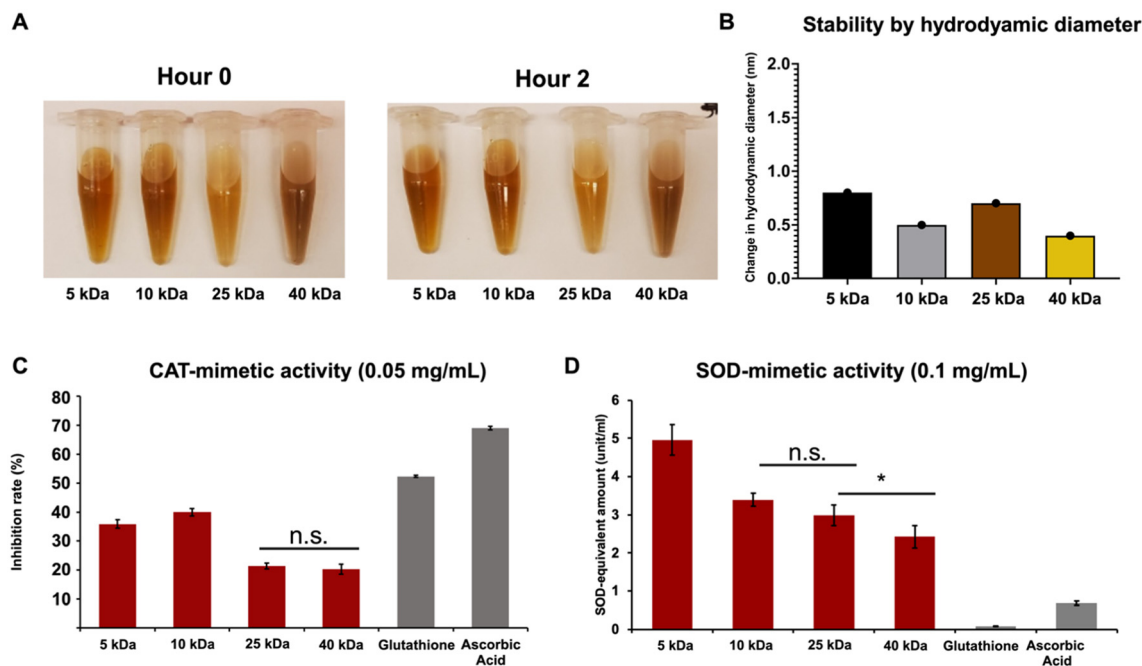 A
Hour 0
Hour 2
5 kDa 10 kDa 25 kDa 40 kDa
5 kDa 10 kDa 25 kDa 40 kDa
B
Stability by hydrodyamic diameter
Change in hydrodynamic diameter (nm)
2.0
1.5
1.0
0.5
0.0
5 kDa 10 kDa 25 kDa 40 kDa
C
CAT-mimetic activity (0.05 mg/mL)
Inhibition rate (%)
80
70
60
50
40
30
20
10
n.s.
5 kDa 10 kDa 25 kDa 40 kDa Glutathione Ascorbic
Acid
D
SOD-mimetic activity (0.1 mg/mL)
SOD-equivalent amount (unit/ml)
6
5
4
3
2
1
0
n.s.
*
5 kDa 10 kDa 25 kDa 40 kDa Glutathione Ascorbic
Acid